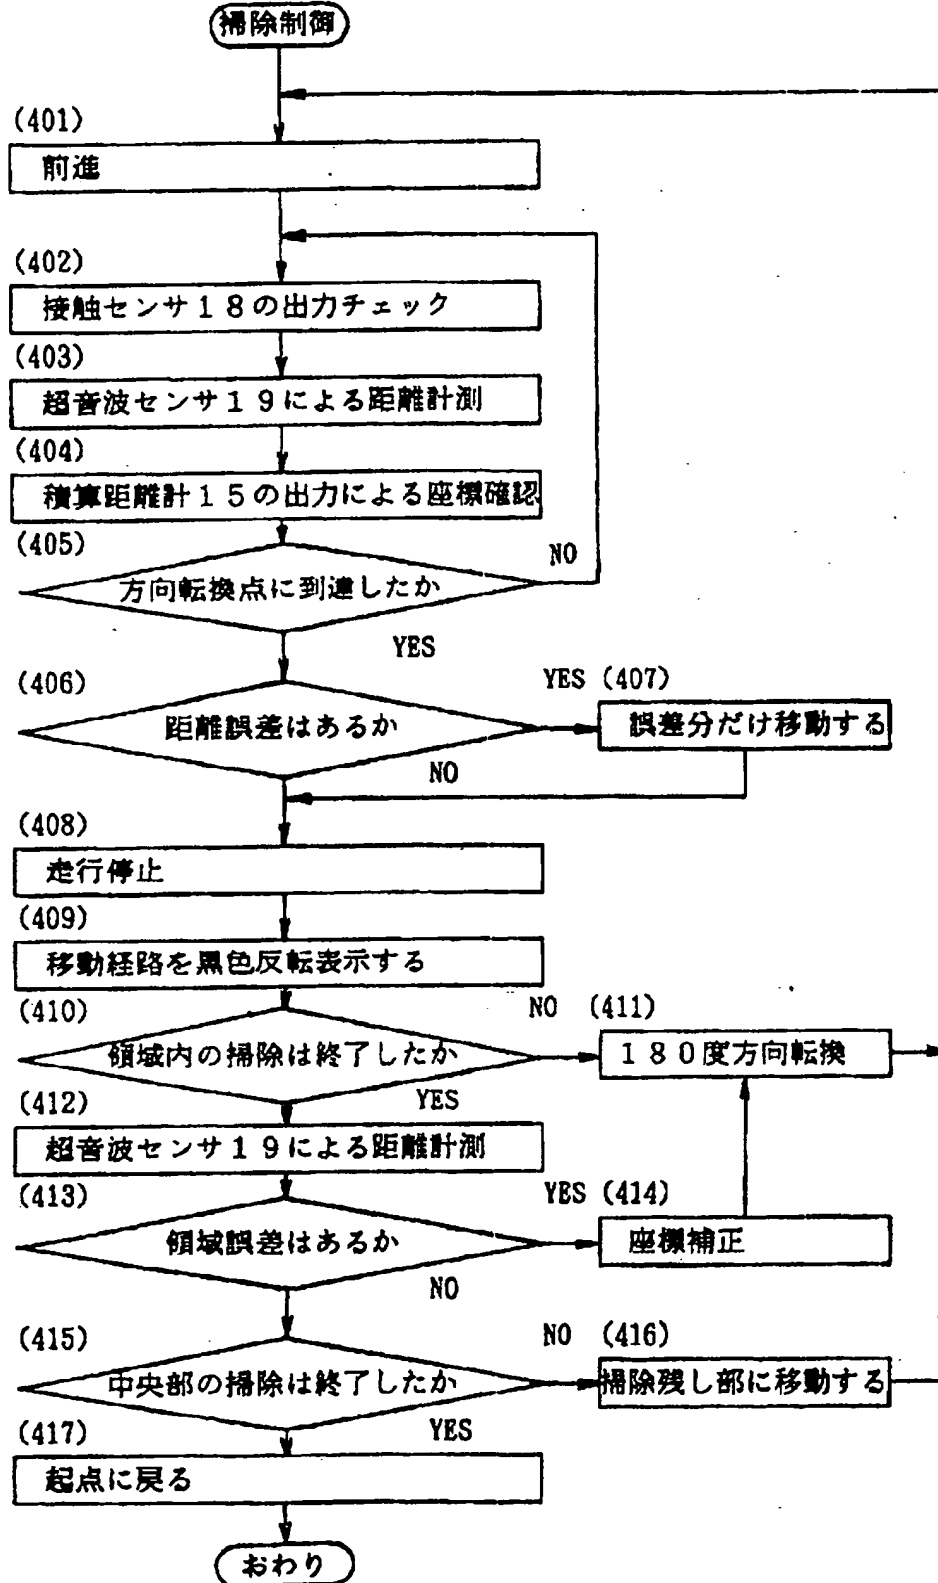 掃除制御
(401)
前進
(402)
接触センサ18の出力チェック
(403)
超音波センサ19による距離計測
(404)
積算距離計15の出力による座標確認
(405)
NO
方向転換点に到達したか
YES
(406)
YES (407)
距離誤差はあるか
誤差分だけ移動する
NO
(408)
走行停止
(409)
移動経路を黒色反転表示する
(410)
NO (411)
領域内の掃除は終了したか
180度方向転換
YES
(412)
超音波センサ19による距離計測
(413)
YES (414)
領域誤差はあるか
座標補正
NO
(415)
NO (416)
中央部の掃除は終了したか
掃除残し部に移動する
YES
(417)
起点に戻る
おわり